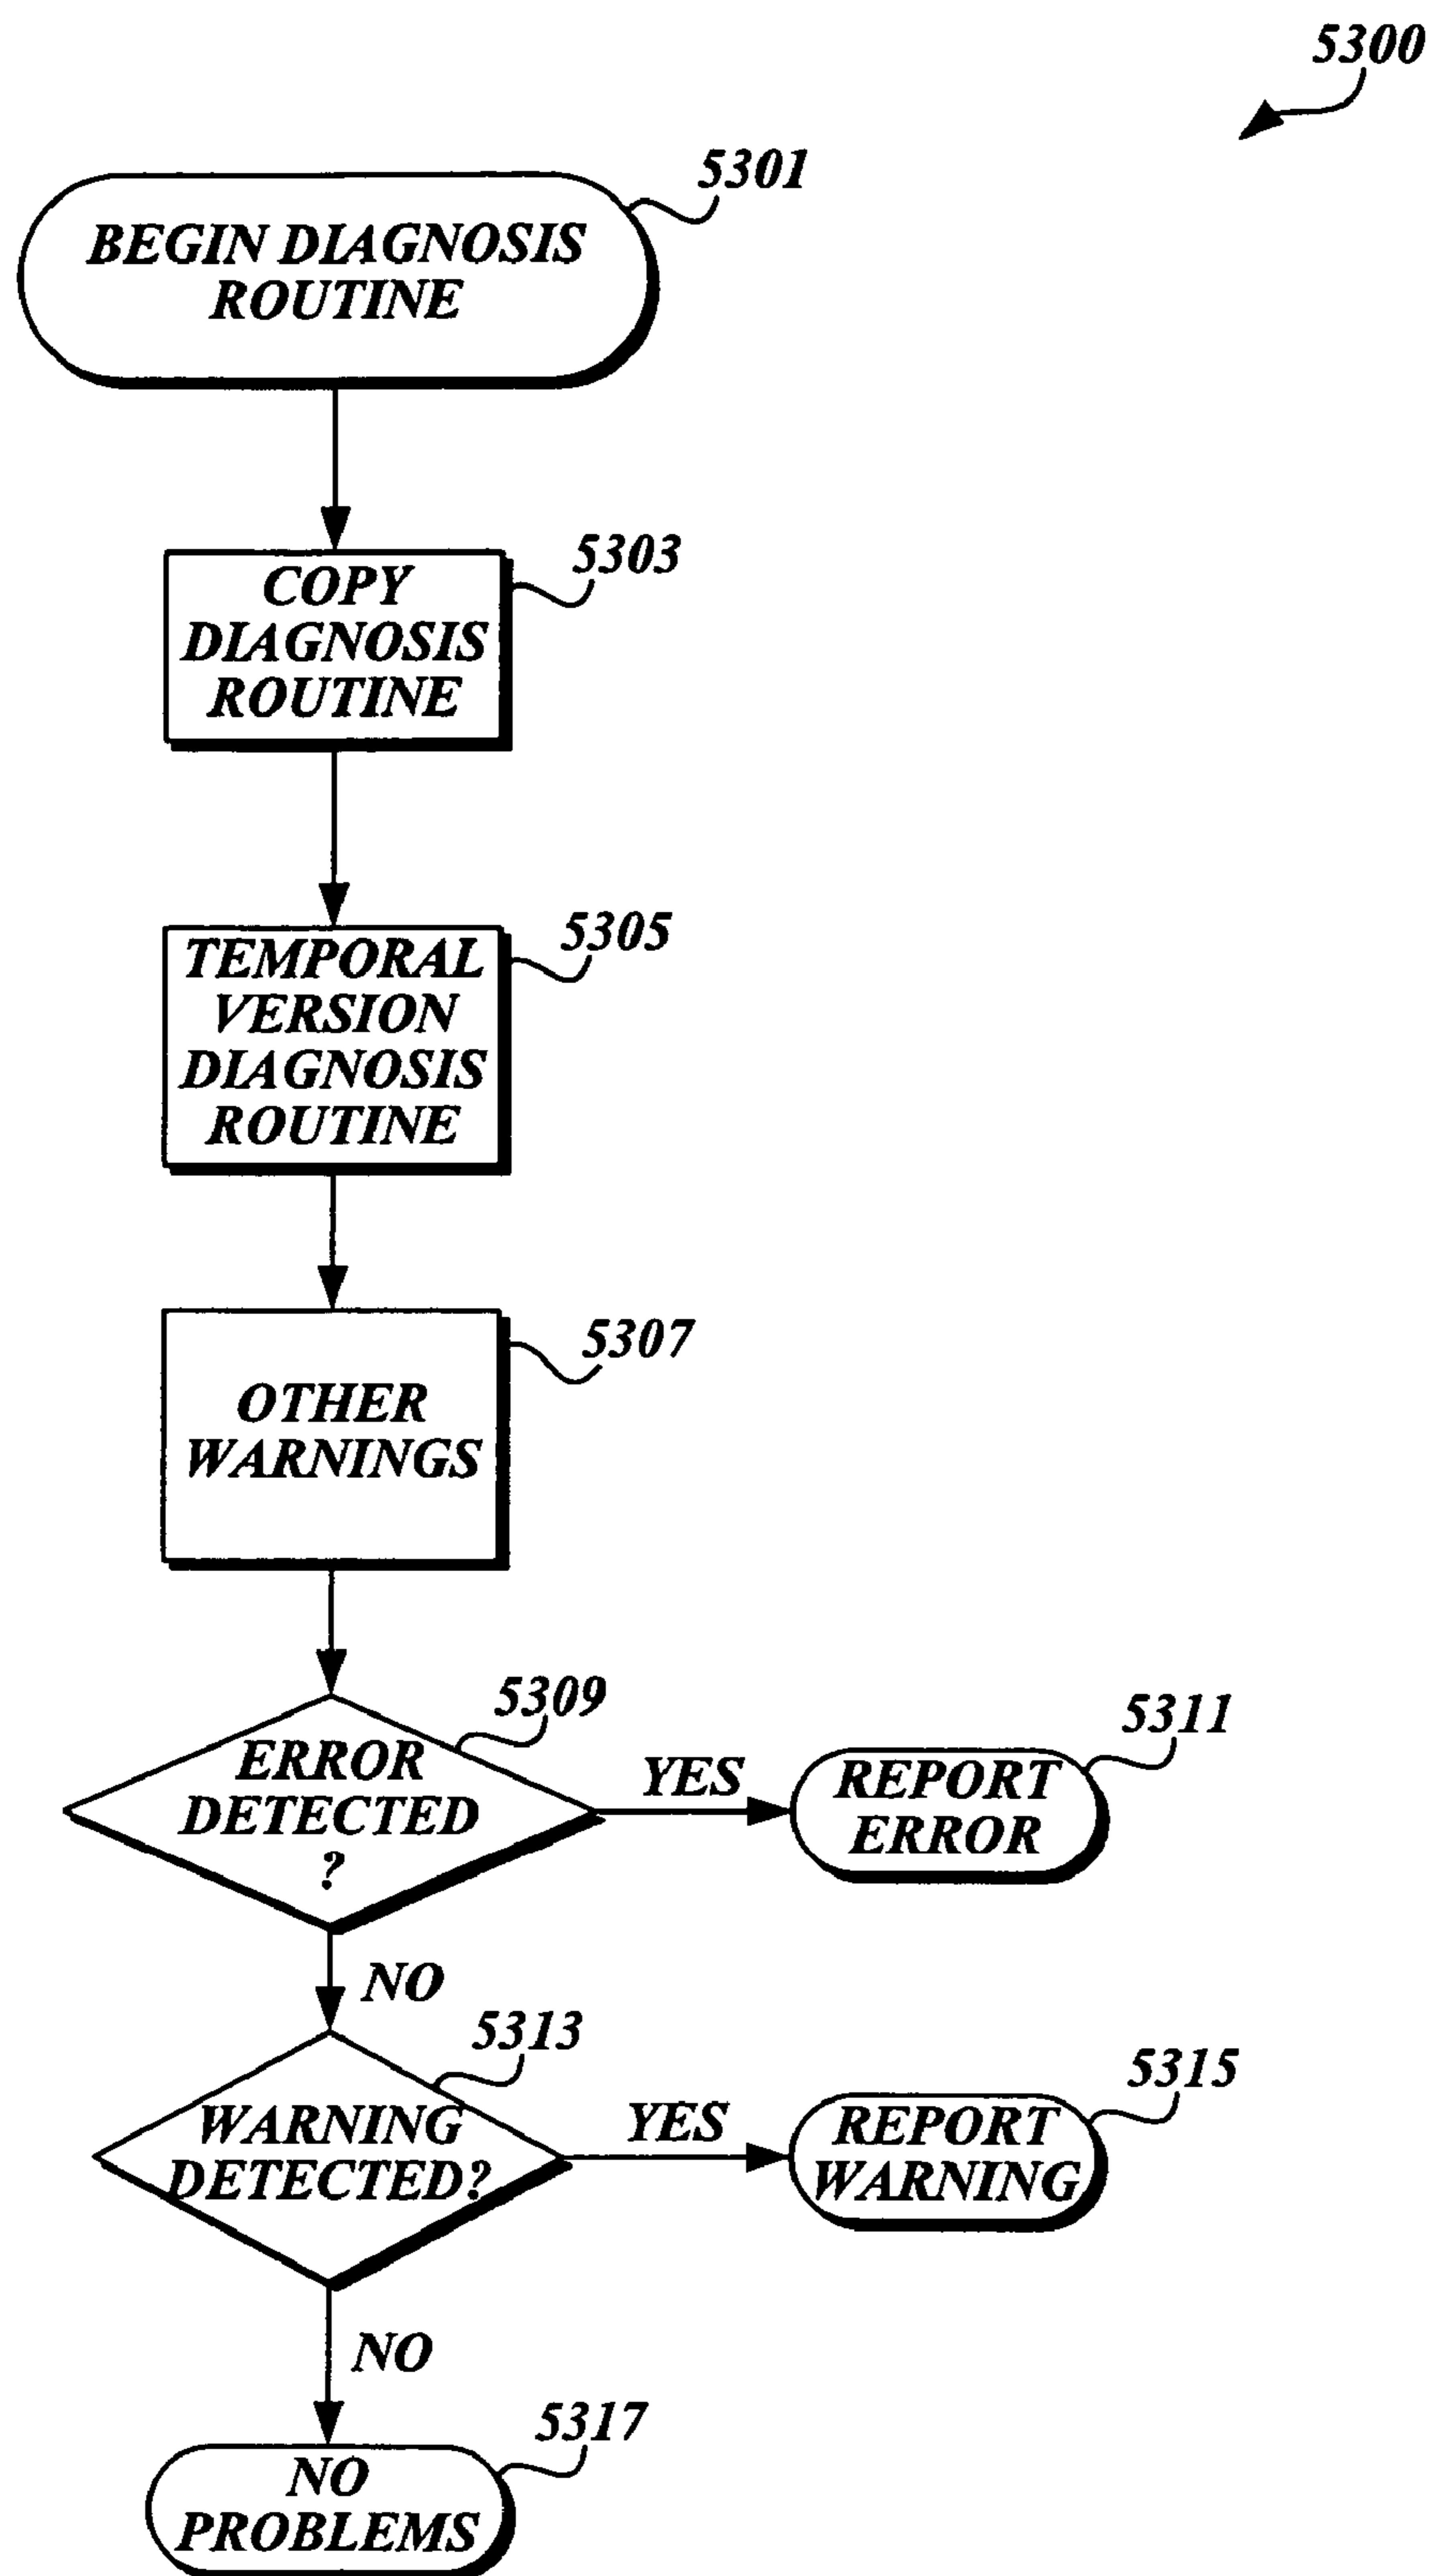 5300
5301
BEGIN DIAGNOSIS
ROUTINE
5303
COPY
DIAGNOSIS
ROUTINE
5305
TEMPORAL
VERSION
DIAGNOSIS
ROUTINE
5307
OTHER
WARNINGS
5309
ERROR
DETECTED
?
YES
5311
REPORT
ERROR
NO
5313
WARNING
DETECTED?
YES
5315
REPORT
WARNING
NO
5317
NO
PROBLEMS